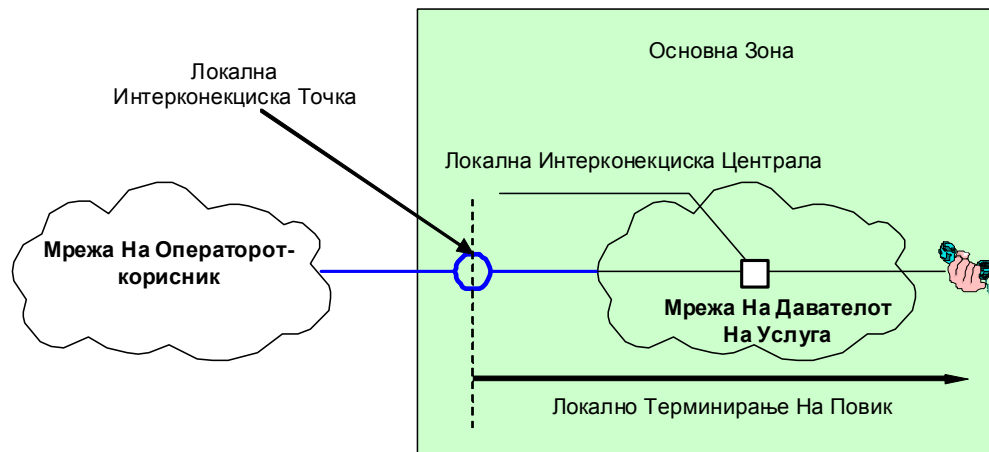 Основна Зона
Локална
Интерконекциска Точка
Локална Интерконекциска Централа
Мрежа На Операторот-
корисник
Мрежа На Давателот
На Услуга
Локално Терминирање На Повик